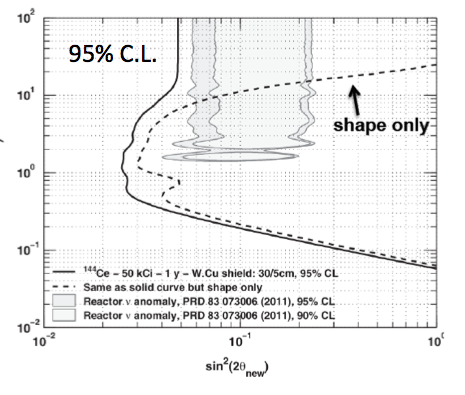 10²
95% C.L.
10¹
shape only
10⁰
10⁻¹
¹⁴⁴Ce – 50 kCi – 1 y – W.Cu shield: 30/5cm, 95% CL
Same as solid curve but shape only
Reactor ν anomaly, PRD 83 073006 (2011), 95% CL
Reactor ν anomaly, PRD 83 073006 (2011), 90% CL
10⁻²
10⁻² 10⁻¹ 10⁰
sin²(2θnew)